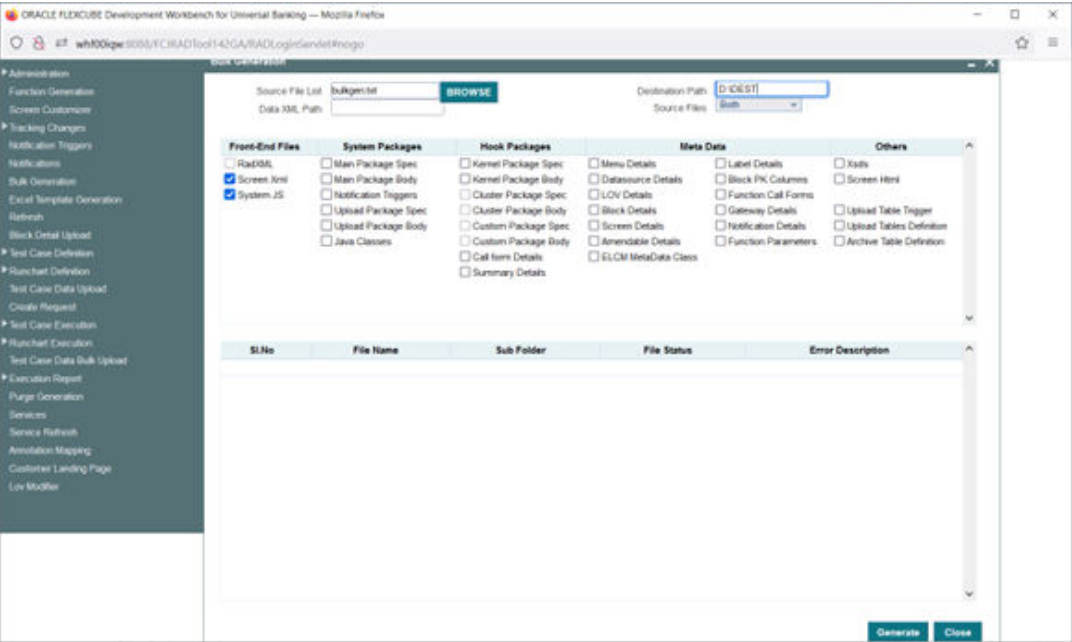 ORACLE FLEXCUBE Development Workbench for Universal Banking — Mozilla Firefox
whf00iqw:8088/FCJRADTool142GA/RADLoginServlet#nogo
Bulk Generation
Administration
Function Generation
Screen Customizer
Tracking Changes
Notification Triggers
Notifications
Bulk Generation
Excel Template Generation
Refresh
Block Detail Upload
Test Case Definition
Runchart Definition
Test Case Data Upload
Create Request
Test Case Execution
Runchart Execution
Test Case Data Bulk Upload
Execution Report
Purge Generation
Services
Service Refresh
Annotation Mapping
Customer Landing Page
Lov Modifier
Source File List bulkgen.txt BROWSE Destination Path D:\DEST
Data XML Path Source Files Both
Front-End Files System Packages Hook Packages Meta Data Others
RadXML Main Package Spec Kernel Package Spec Menu Details Label Details Xsds
Screen Xml Main Package Body Kernel Package Body Datasource Details Block PK Columns Screen Html
System JS Notification Triggers Cluster Package Spec LOV Details Function Call Forms
Upload Package Spec Cluster Package Body Block Details Gateway Details Upload Table Trigger
Upload Package Body Custom Package Spec Screen Details Notification Details Upload Tables Definition
Java Classes Custom Package Body Amendable Details Function Parameters Archive Table Definition
Call form Details ELCM MetaData Class
Summary Details
Sl.No File Name Sub Folder File Status Error Description
Generate Close